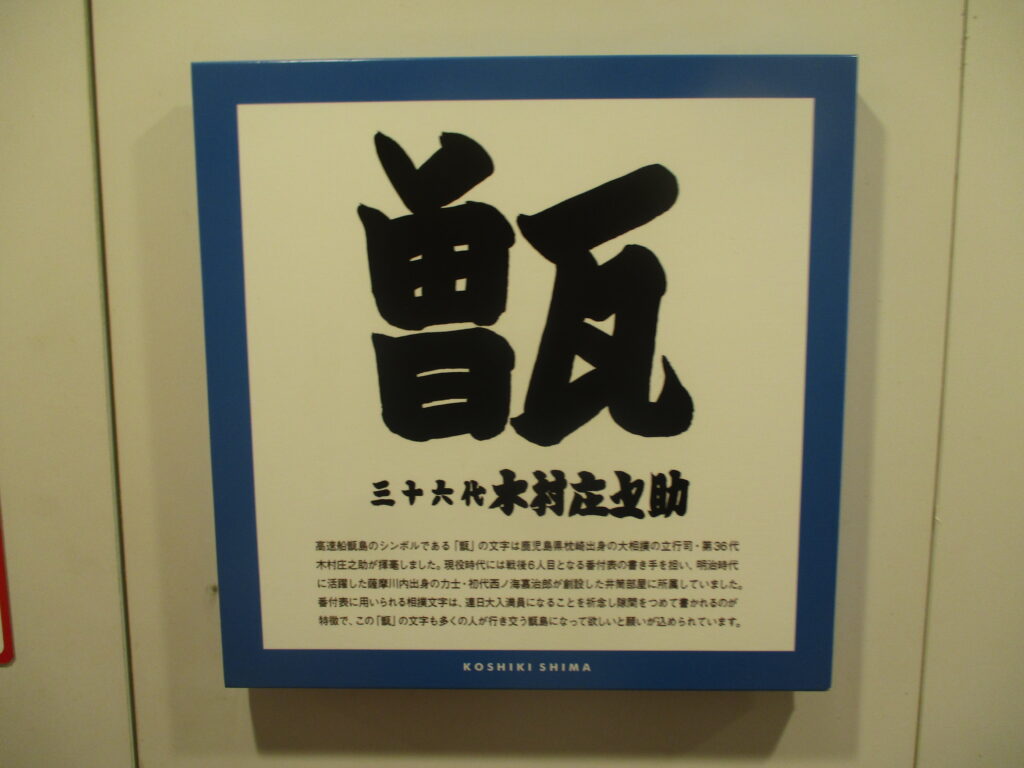 甑
三十六代木村庄之助
高速船甑島のシンボルである「甑」の文字は鹿児島県枕崎出身の大相撲の立行司・第36代
木村庄之助が揮毫しました。現役時代には戦後6人目となる番付表の書き手を担い、明治時代
に活躍した薩摩川内出身の力士・初代西ノ海嘉治郎が創設した井筒部屋に所属していました。
番付表に用いられる相撲文字は、連日大入満員になることを祈念し隙間をつめて書かれるのが
特徴で、この「甑」の文字も多くの人が行き交う甑島になって欲しいと願いが込められています。
KOSHIKI SHIMA